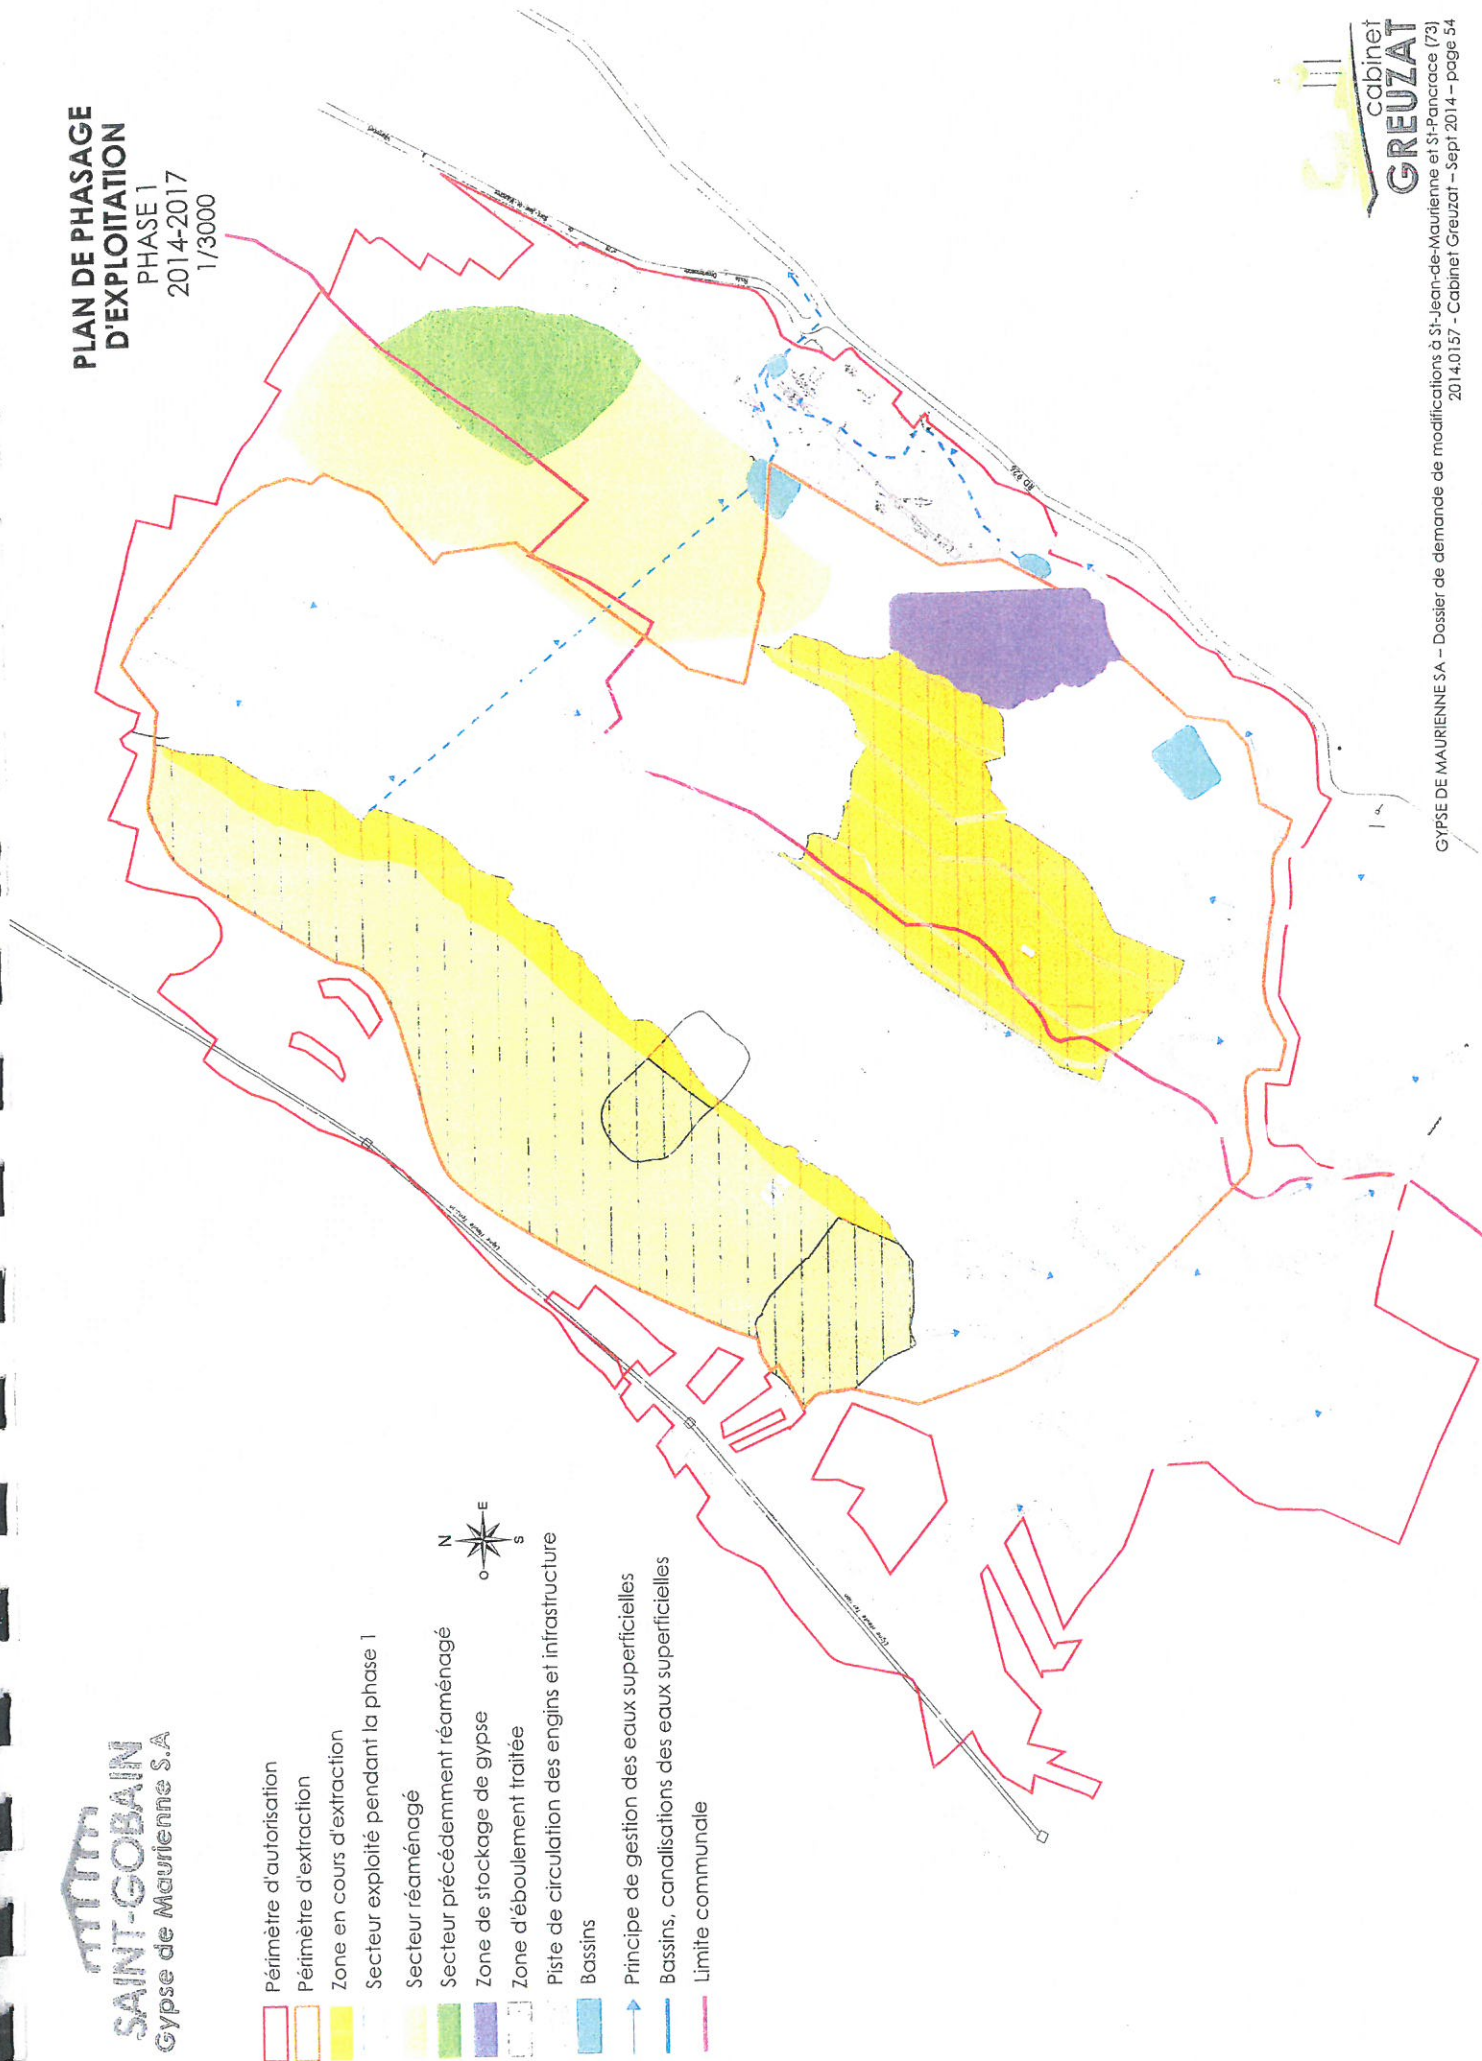 SAINT-GOBAIN
Gypse de Maurienne S.A
PLAN DE PHASAGE
D'EXPLOITATION
PHASE 1
2014-2017
1/3000
Périmètre d'autorisation
Périmètre d'extraction
Zone en cours d'extraction
Secteur exploité pendant la phase 1
Secteur réaménagé
Secteur précédemment réaménagé
Zone de stockage de gypse
Zone d'éboulement traitée
Piste de circulation des engins et infrastructure
Bassins
Principe de gestion des eaux superficielles
Bassins, canalisations des eaux superficielles
Limite communale
N
O
E
S
RD 926
cabinet
GREUZAT
GYPSE DE MAURIENNE SA – Dossier de demande de modifications à St-Jean-de-Maurienne et St-Pancrace (73)
2014.0157 - Cabinet Greuzat – Sept 2014 – page 54